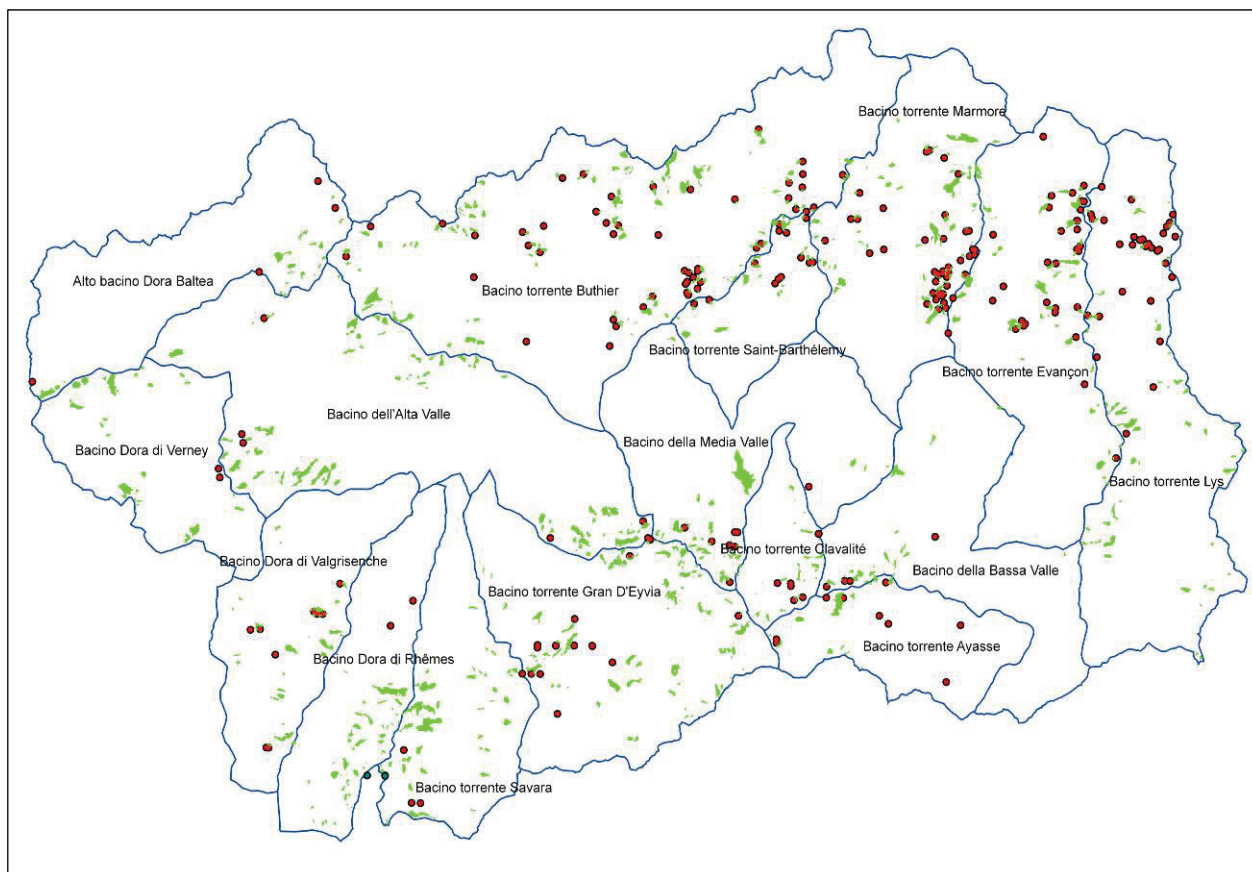 Bacino torrente Marmore
Alto bacino Dora Baltea
Bacino torrente Buthier
Bacino torrente Saint-Barthélemy
Bacino torrente Evançon
Bacino dell'Alta Valle
Bacino della Media Valle
Bacino Dora di Verney
Bacino torrente Lys
Bacino torrente Clavalité
Bacino Dora di Valgrisenche
Bacino della Bassa Valle
Bacino torrente Gran D'Eyvia
Bacino torrente Ayasse
Bacino Dora di Rhêmes
Bacino torrente Savara